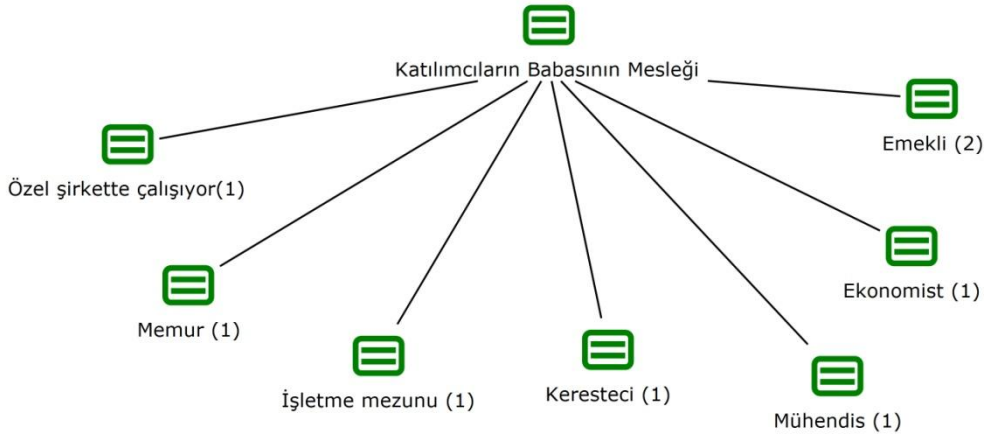 Katılımcıların Babasının Mesleği
Emekli (2)
Özel şirkette çalışıyor(1)
Ekonomist (1)
Memur (1)
İşletme mezunu (1)
Keresteci (1)
Mühendis (1)